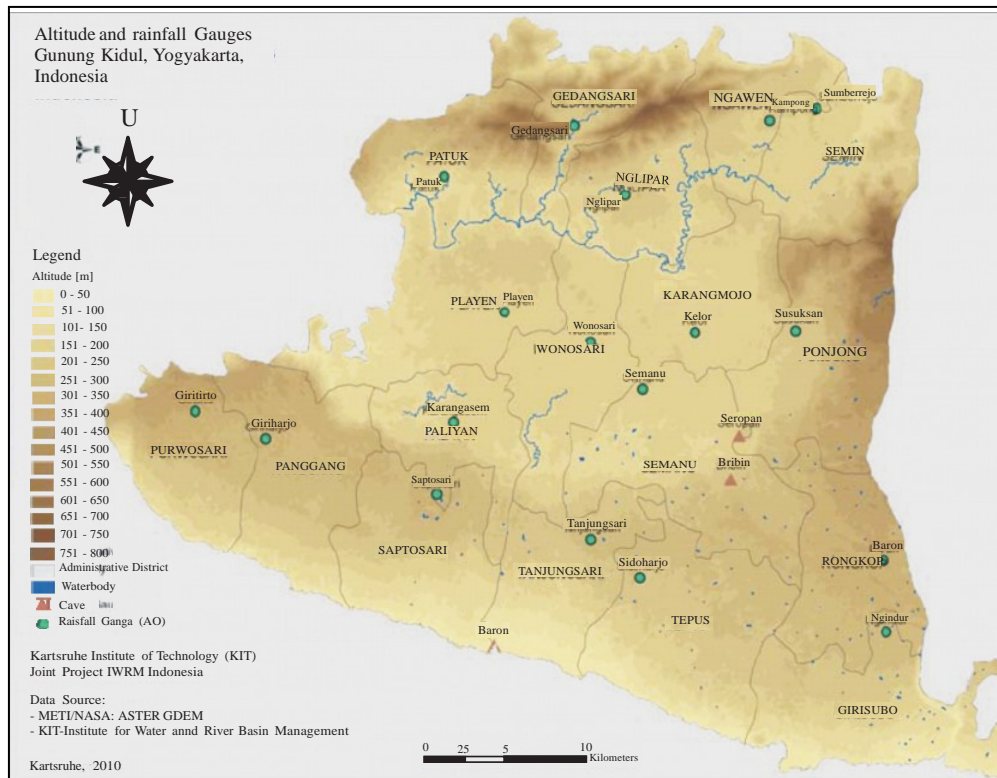 Altitude and rainfall Gauges
Gunung Kidul, Yogyakarta,
Indonesia
U
E
Legend
Altitude [m]
0 - 50
51 - 100
101- 150
151 - 200
201 - 250
251 - 300
301 - 350
351 - 400
401 - 450
451 - 500
501 - 550
551 - 600
601 - 650
651 - 700
701 - 750
751 - 800
Administrative District
Waterbody
Cave
Rainfall Ganga (AO)
Kartsruhe Institute of Technology (KIT)
Joint Project IWRM Indonesia
Data Source:
- METI/NASA: ASTER GDEM
- KIT-Institute for Water annd River Basin Management
Kartsruhe, 2010
GEDANGSARI
Gedangsari
NGAWEN
Kampong
Sumberrejo
SEMIN
PATUK
Patuk
NGLIPAR
Nglipar
PLAYEN
Playen
KARANGMOJO
Kelor
Susuksan
PONJONG
Wonosari
WONOSARI
Semanu
Giritirto
Giriharjo
PURWOSARI
PANGGANG
Karangasem
PALIYAN
Seropan
SEMANU
Bribin
Saptosari
SAPTOSARI
Tanjungsari
TANJUNGSARI
Sidoharjo
Baron
RONGKOP
TEPUS
Ngindur
Baron
GIRISUBO
0 25 5 10
Kilometers